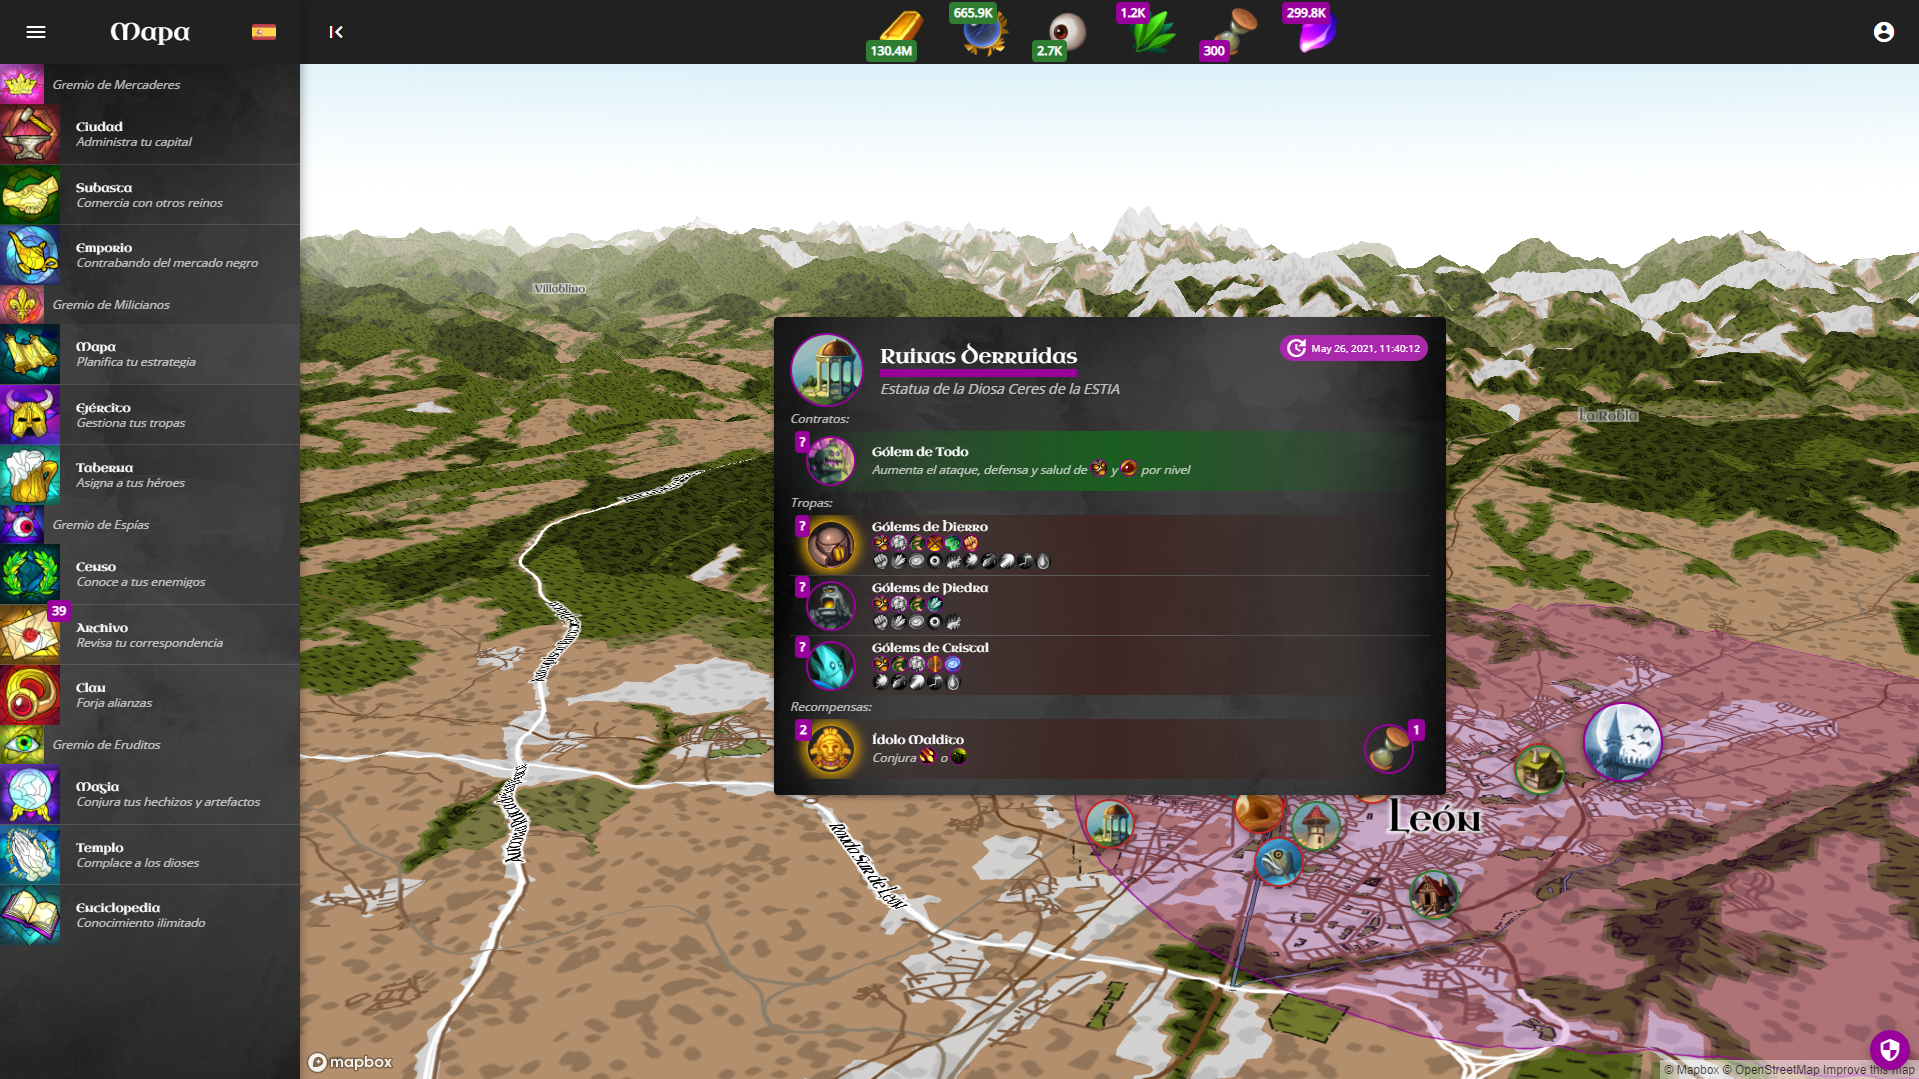 Mapa
665.9K
1.2K
299.8K
130.4M
2.7K
300
Gremio de Mercaderes
Ciudad
Administra tu capital
Subasta
Comercia con otros reinos
Emporio
Contrabando del mercado negro
Gremio de Milicianos
Mapa
Planifica tu estrategia
Ejército
Gestiona tus tropas
Taberna
Asigna a tus héroes
Gremio de Espías
Censo
Conoce a tus enemigos
39
Archivo
Revisa tu correspondencia
Clan
Forja alianzas
Gremio de Eruditos
Magia
Conjura tus hechizos y artefactos
Templo
Complace a los dioses
Enciclopedia
Conocimiento ilimitado
Villablino
La Robla
Ruinas Derruidas
May 26, 2021, 11:40:12
Estatua de la Diosa Ceres de la ESTIA
Contratos:
?
Gólem de Todo
Aumenta el ataque, defensa y salud de y por nivel
Tropas:
?
Gólems de Hierro
?
Gólems de Piedra
?
Gólems de Cristal
Recompensas:
2
Ídolo Maldito
Conjura o
1
León
Ronda Sur de León
mapbox
© Mapbox © OpenStreetMap Improve this map